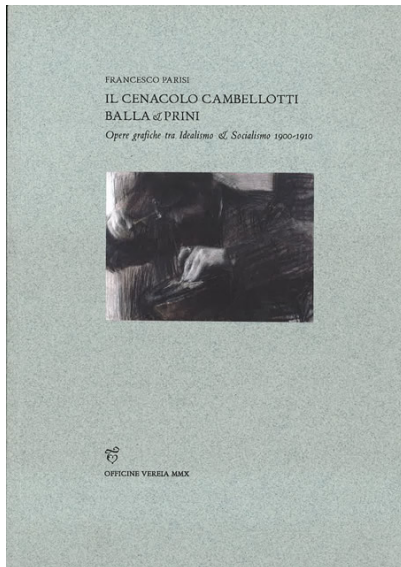 FRANCESCO PARISI
IL CENACOLO CAMBELLOTTI
BALLA & PRINI
Opere grafiche tra Idealismo & Socialismo 1900-1910
OFFICINE VEREIA MMX